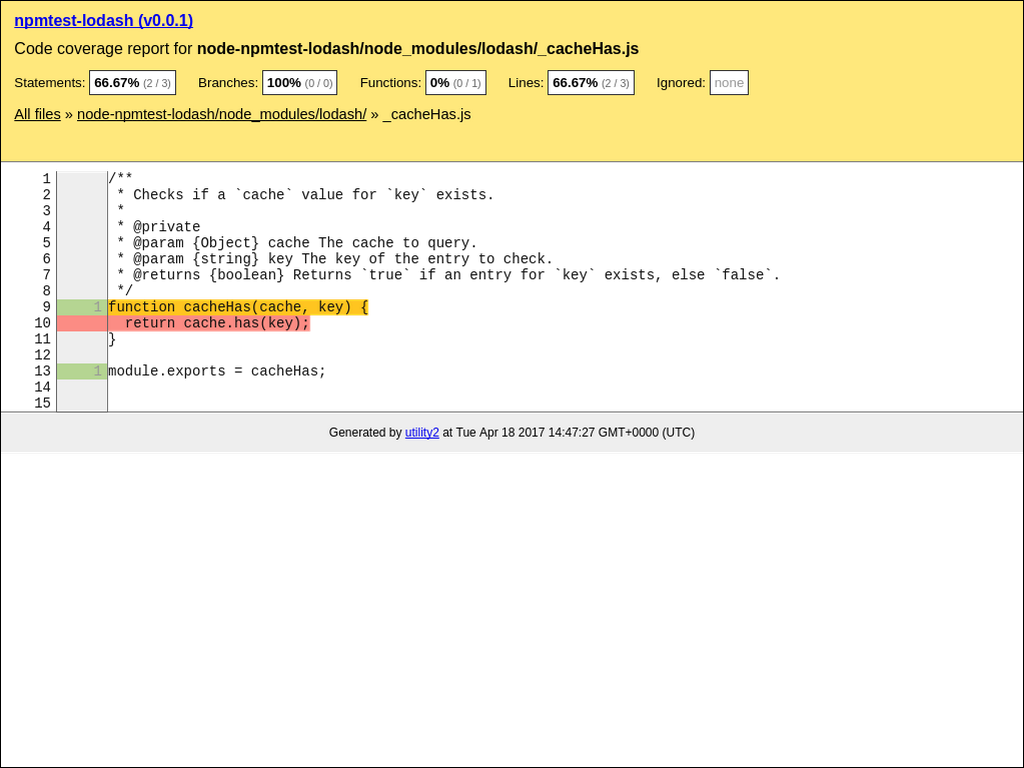 npmtest-lodash (v0.0.1)
Code coverage report for node-npmtest-lodash/node_modules/lodash/_cacheHas.js
Statements: 66.67% (2 / 3) Branches: 100% (0 / 0) Functions: 0% (0 / 1) Lines: 66.67% (2 / 3) Ignored: none
All files » node-npmtest-lodash/node_modules/lodash/ » _cacheHas.js
1 /**
2  * Checks if a `cache` value for `key` exists.
3  *
4  * @private
5  * @param {Object} cache The cache to query.
6  * @param {string} key The key of the entry to check.
7  * @returns {boolean} Returns `true` if an entry for `key` exists, else `false`.
8  */
9 1 function cacheHas(cache, key) {
10   return cache.has(key);
11 }
12
13 1 module.exports = cacheHas;
14
15
Generated by utility2 at Tue Apr 18 2017 14:47:27 GMT+0000 (UTC)